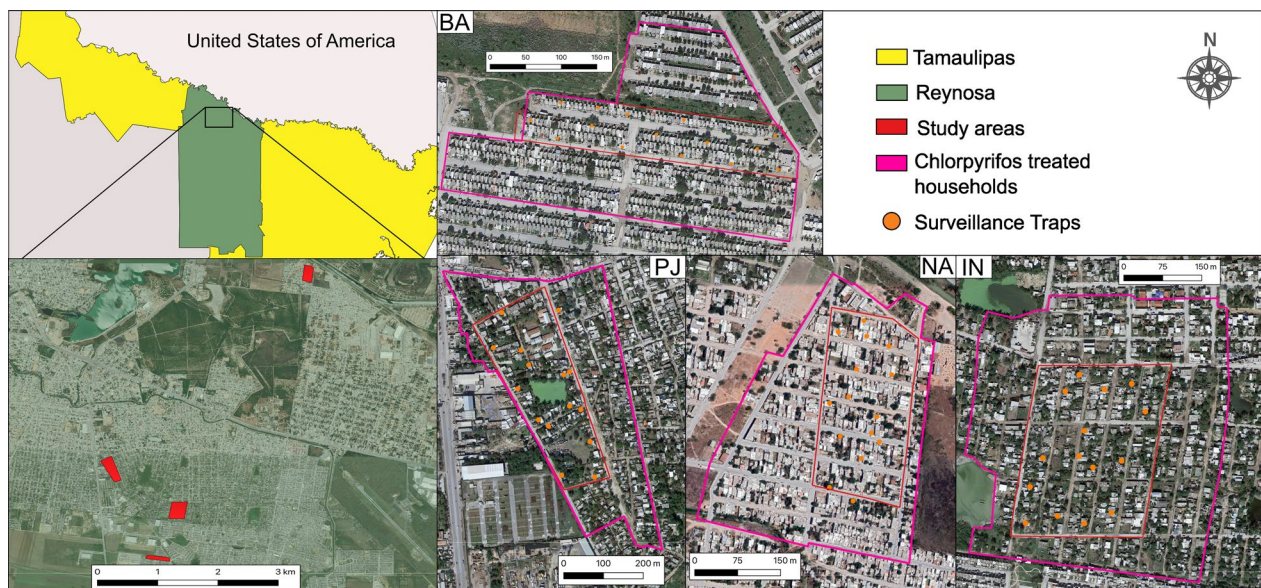 United States of America
BA
0 50 100 150 m
Tamaulipas
Reynosa
Study areas
Chlorpyrifos treated
households
Surveillance Traps
N
0 1 2 3 km
PJ
0 100 200 m
NA
0 75 150 m
IN
0 75 150 m